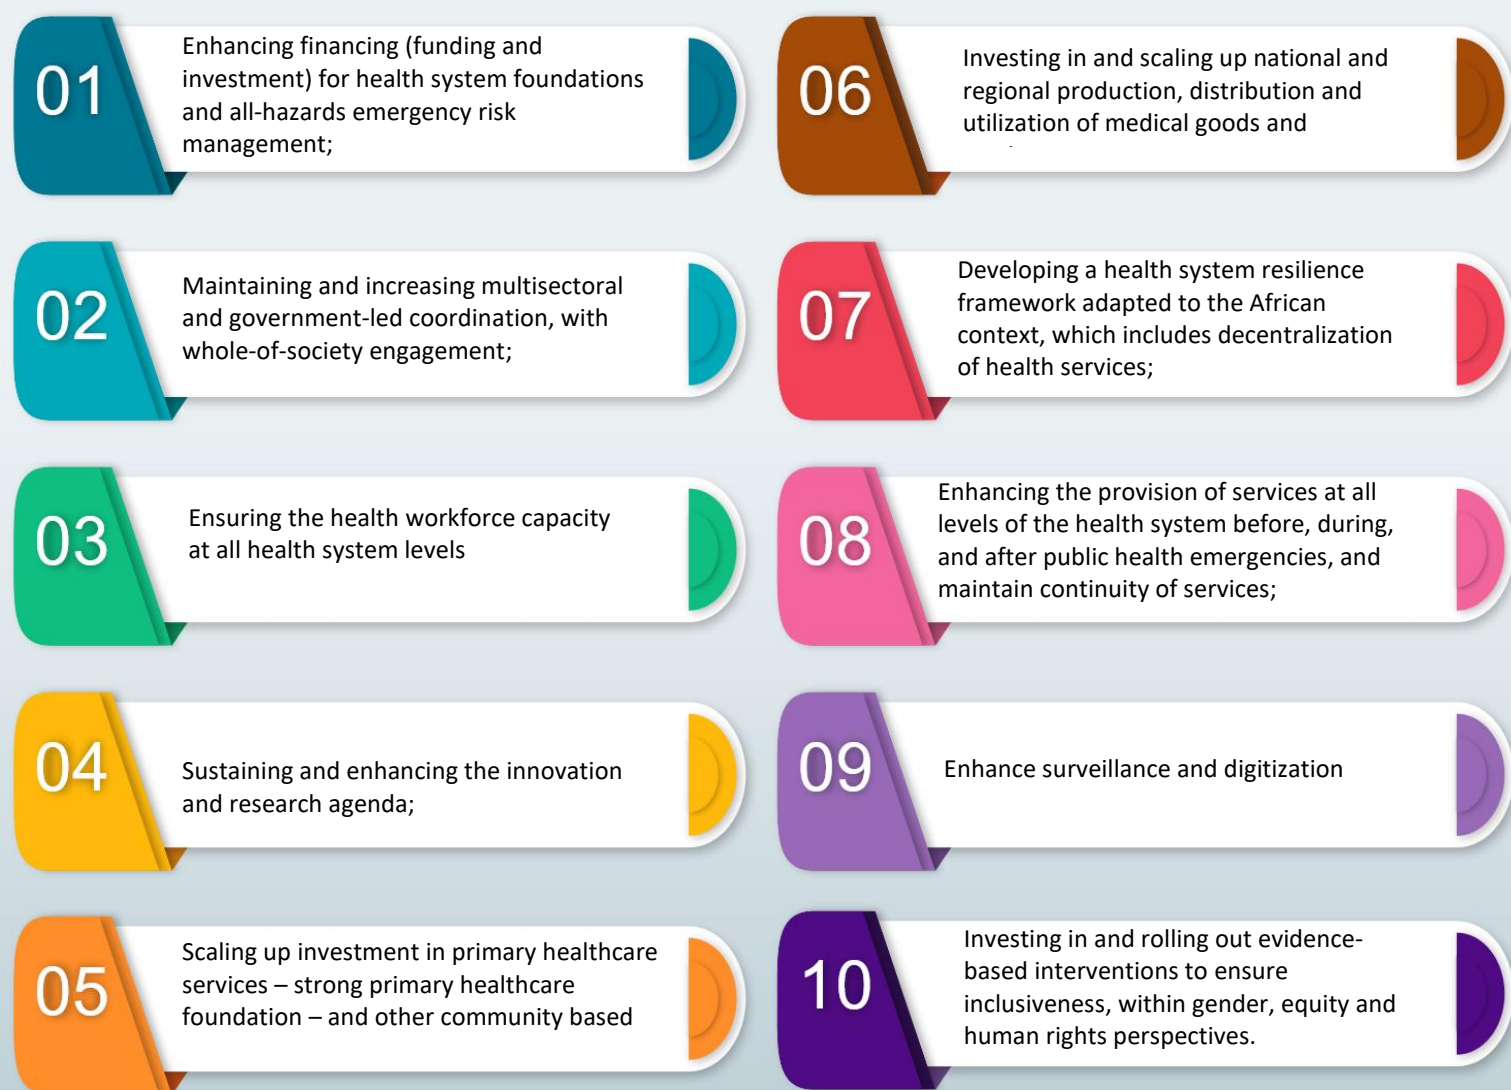 01
Enhancing financing (funding and
investment) for health system foundations
and all-hazards emergency risk
management;
02
Maintaining and increasing multisectoral
and government-led coordination, with
whole-of-society engagement;
03
Ensuring the health workforce capacity
at all health system levels
04
Sustaining and enhancing the innovation
and research agenda;
05
Scaling up investment in primary healthcare
services – strong primary healthcare
foundation – and other community based
06
Investing in and scaling up national and
regional production, distribution and
utilization of medical goods and
07
Developing a health system resilience
framework adapted to the African
context, which includes decentralization
of health services;
08
Enhancing the provision of services at all
levels of the health system before, during,
and after public health emergencies, and
maintain continuity of services;
09
Enhance surveillance and digitization
10
Investing in and rolling out evidence-
based interventions to ensure
inclusiveness, within gender, equity and
human rights perspectives.